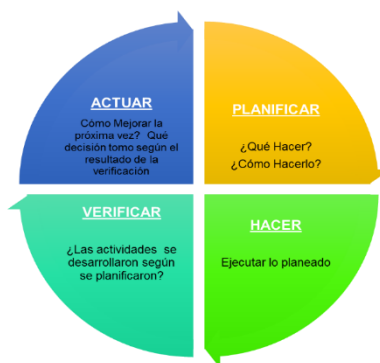 ACTUAR
Cómo Mejorar la
próxima vez? Qué
decisión tomo según el
resultado de la
verificación
PLANIFICAR
¿Qué Hacer?
¿Cómo Hacerlo?
VERIFICAR
¿Las actividades se
desarrollaron según
se planificaron?
HACER
Ejecutar lo planeado